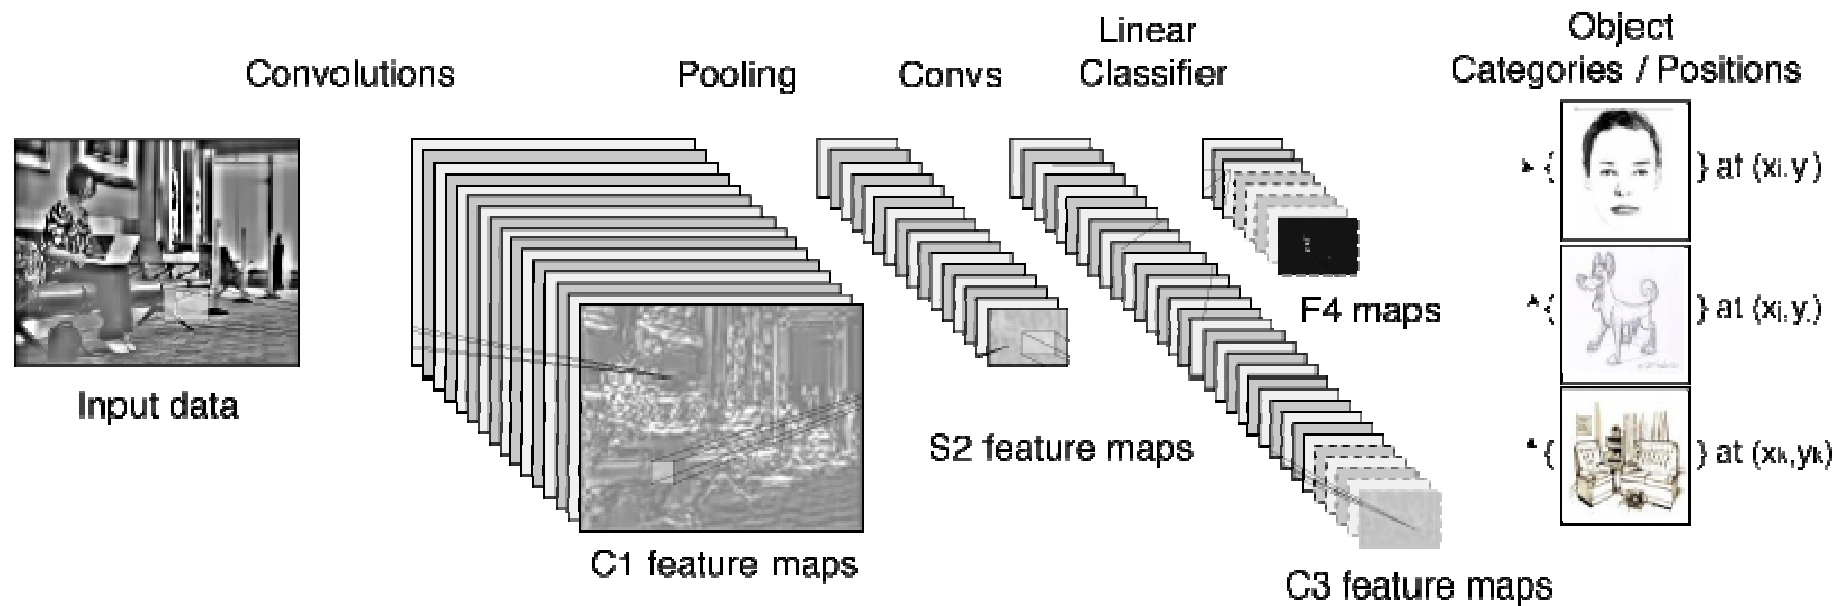 Convolutions
Pooling
Convs
Linear
Classifier
Object
Categories / Positions
} at (xi,y)
} at (xj,y)
} at (xk,yk)
Input data
C1 feature maps
S2 feature maps
C3 feature maps
F4 maps